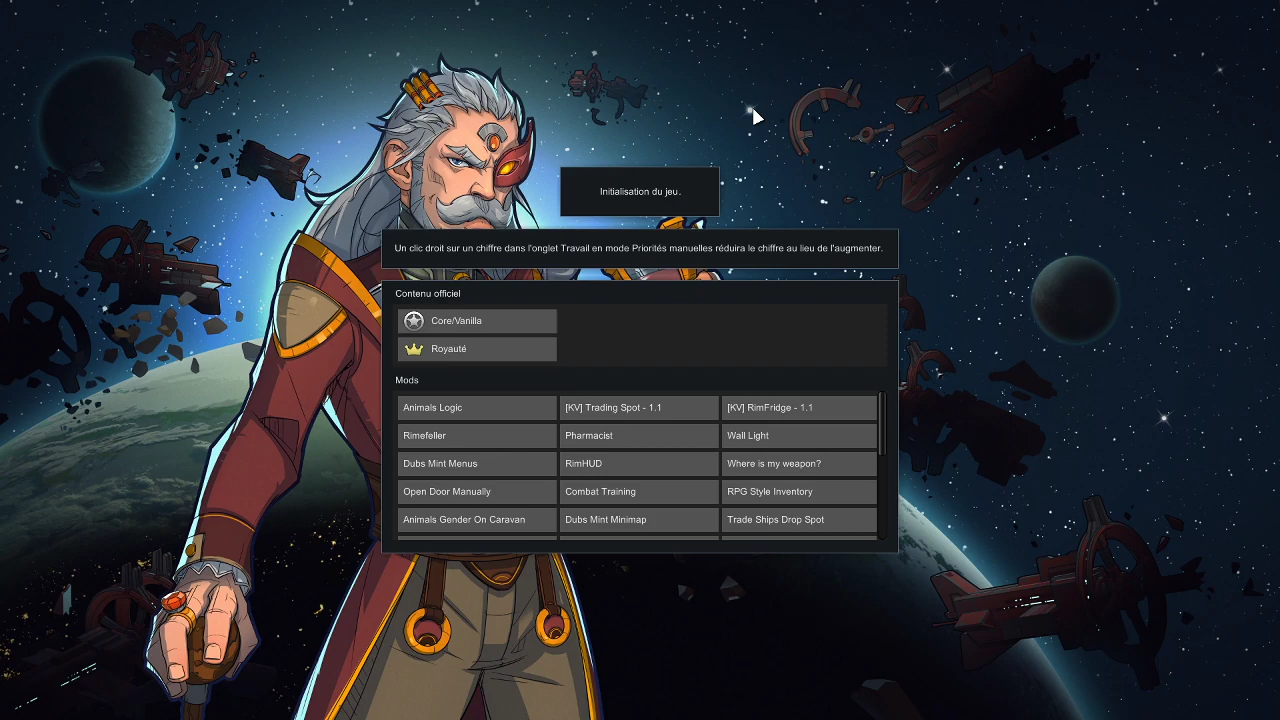 Initialisation du jeu.
Un clic droit sur un chiffre dans l'onglet Travail en mode Priorités manuelles réduira le chiffre au lieu de l'augmenter.
Contenu officiel
Core/Vanilla
Royauté
Mods
Animals Logic
[KV] Trading Spot - 1.1
[KV] RimFridge - 1.1
Rimefeller
Pharmacist
Wall Light
Dubs Mint Menus
RimHUD
Where is my weapon?
Open Door Manually
Combat Training
RPG Style Inventory
Animals Gender On Caravan
Dubs Mint Minimap
Trade Ships Drop Spot